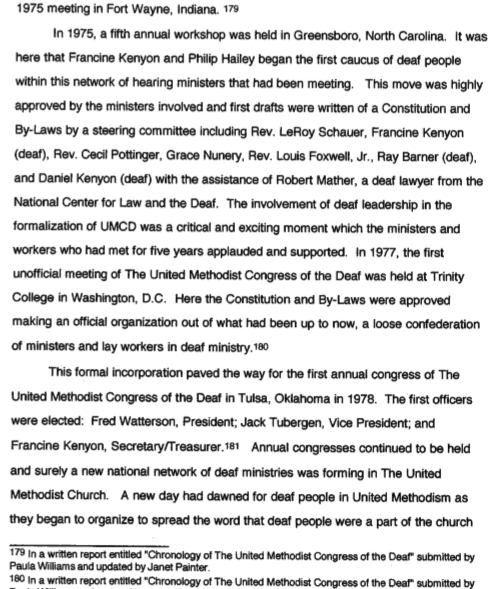 1975 meeting in Fort Wayne, Indiana. 179
In 1975, a fifth annual workshop was held in Greensboro, North Carolina. It was
here that Francine Kenyon and Philip Hailey began the first caucus of deaf people
within this network of hearing ministers that had been meeting. This move was highly
approved by the ministers involved and first drafts were written of a Constitution and
By-Laws by a steering committee including Rev. LeRoy Schauer, Francine Kenyon
(deaf), Rev. Cecil Pottinger, Grace Nunery, Rev. Louis Foxwell, Jr., Ray Barner (deaf),
and Daniel Kenyon (deaf) with the assistance of Robert Mather, a deaf lawyer from the
National Center for Law and the Deaf. The involvement of deaf leadership in the
formalization of UMCD was a critical and exciting moment which the ministers and
workers who had met for five years applauded and supported. In 1977, the first
unofficial meeting of The United Methodist Congress of the Deaf was held at Trinity
College in Washington, D.C. Here the Constitution and By-Laws were approved
making an official organization out of what had been up to now, a loose confederation
of ministers and lay workers in deaf ministry.180
This formal incorporation paved the way for the first annual congress of The
United Methodist Congress of the Deaf in Tulsa, Oklahoma in 1978. The first officers
were elected: Fred Watterson, President; Jack Tubergen, Vice President; and
Francine Kenyon, Secretary/Treasurer.181 Annual congresses continued to be held
and surely a new national network of deaf ministries was forming in The United
Methodist Church. A new day had dawned for deaf people in United Methodism as
they began to organize to spread the word that deaf people were a part of the church
179 In a written report entitled "Chronology of The United Methodist Congress of the Deaf" submitted by
Paula Williams and updated by Janet Painter.
180 In a written report entitled "Chronology of The United Methodist Congress of the Deaf" submitted by